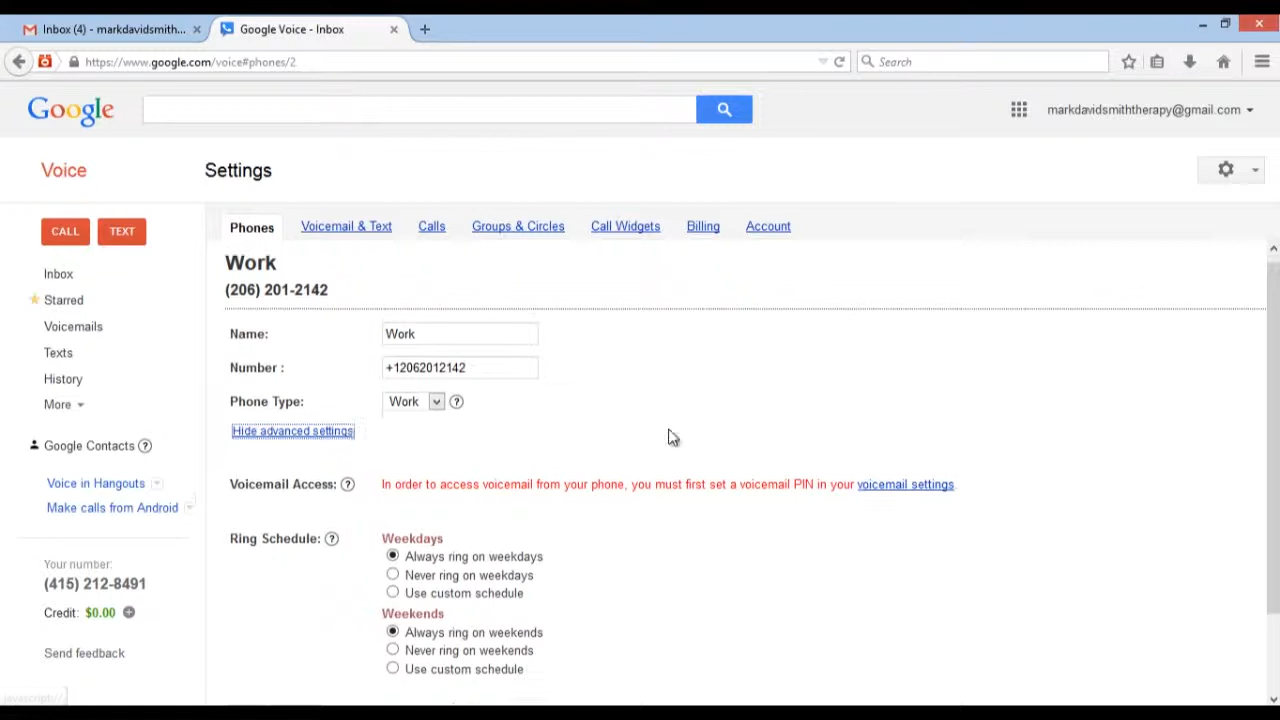 Inbox (4) - markdavidsmith...
Google Voice - Inbox
https://www.google.com/voice#phones/2
Search
Google
markdavidsmiththerapy@gmail.com
Voice
Settings
CALL
TEXT
Phones
Voicemail & Text
Calls
Groups & Circles
Call Widgets
Billing
Account
Work
(206) 201-2142
Inbox
Starred
Voicemails
Texts
History
More
Google Contacts
Voice in Hangouts
Make calls from Android
Your number:
(415) 212-8491
Credit: $0.00
Send feedback
Name: Work
Number : +12062012142
Phone Type: Work
Hide advanced settings
Voicemail Access: In order to access voicemail from your phone, you must first set a voicemail PIN in your voicemail settings.
Ring Schedule: Weekdays
Always ring on weekdays
Never ring on weekdays
Use custom schedule
Weekends
Always ring on weekends
Never ring on weekends
Use custom schedule